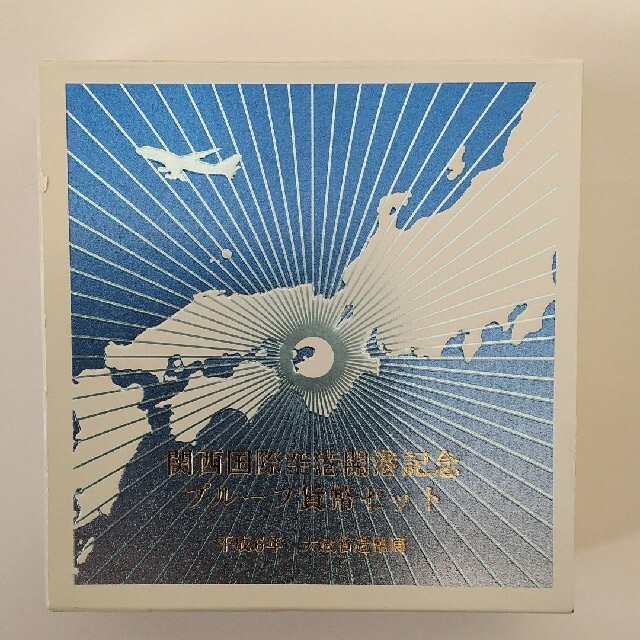 関西国際空港開港記念
プルーフ貨幣セット
平成6年 大蔵省造幣局